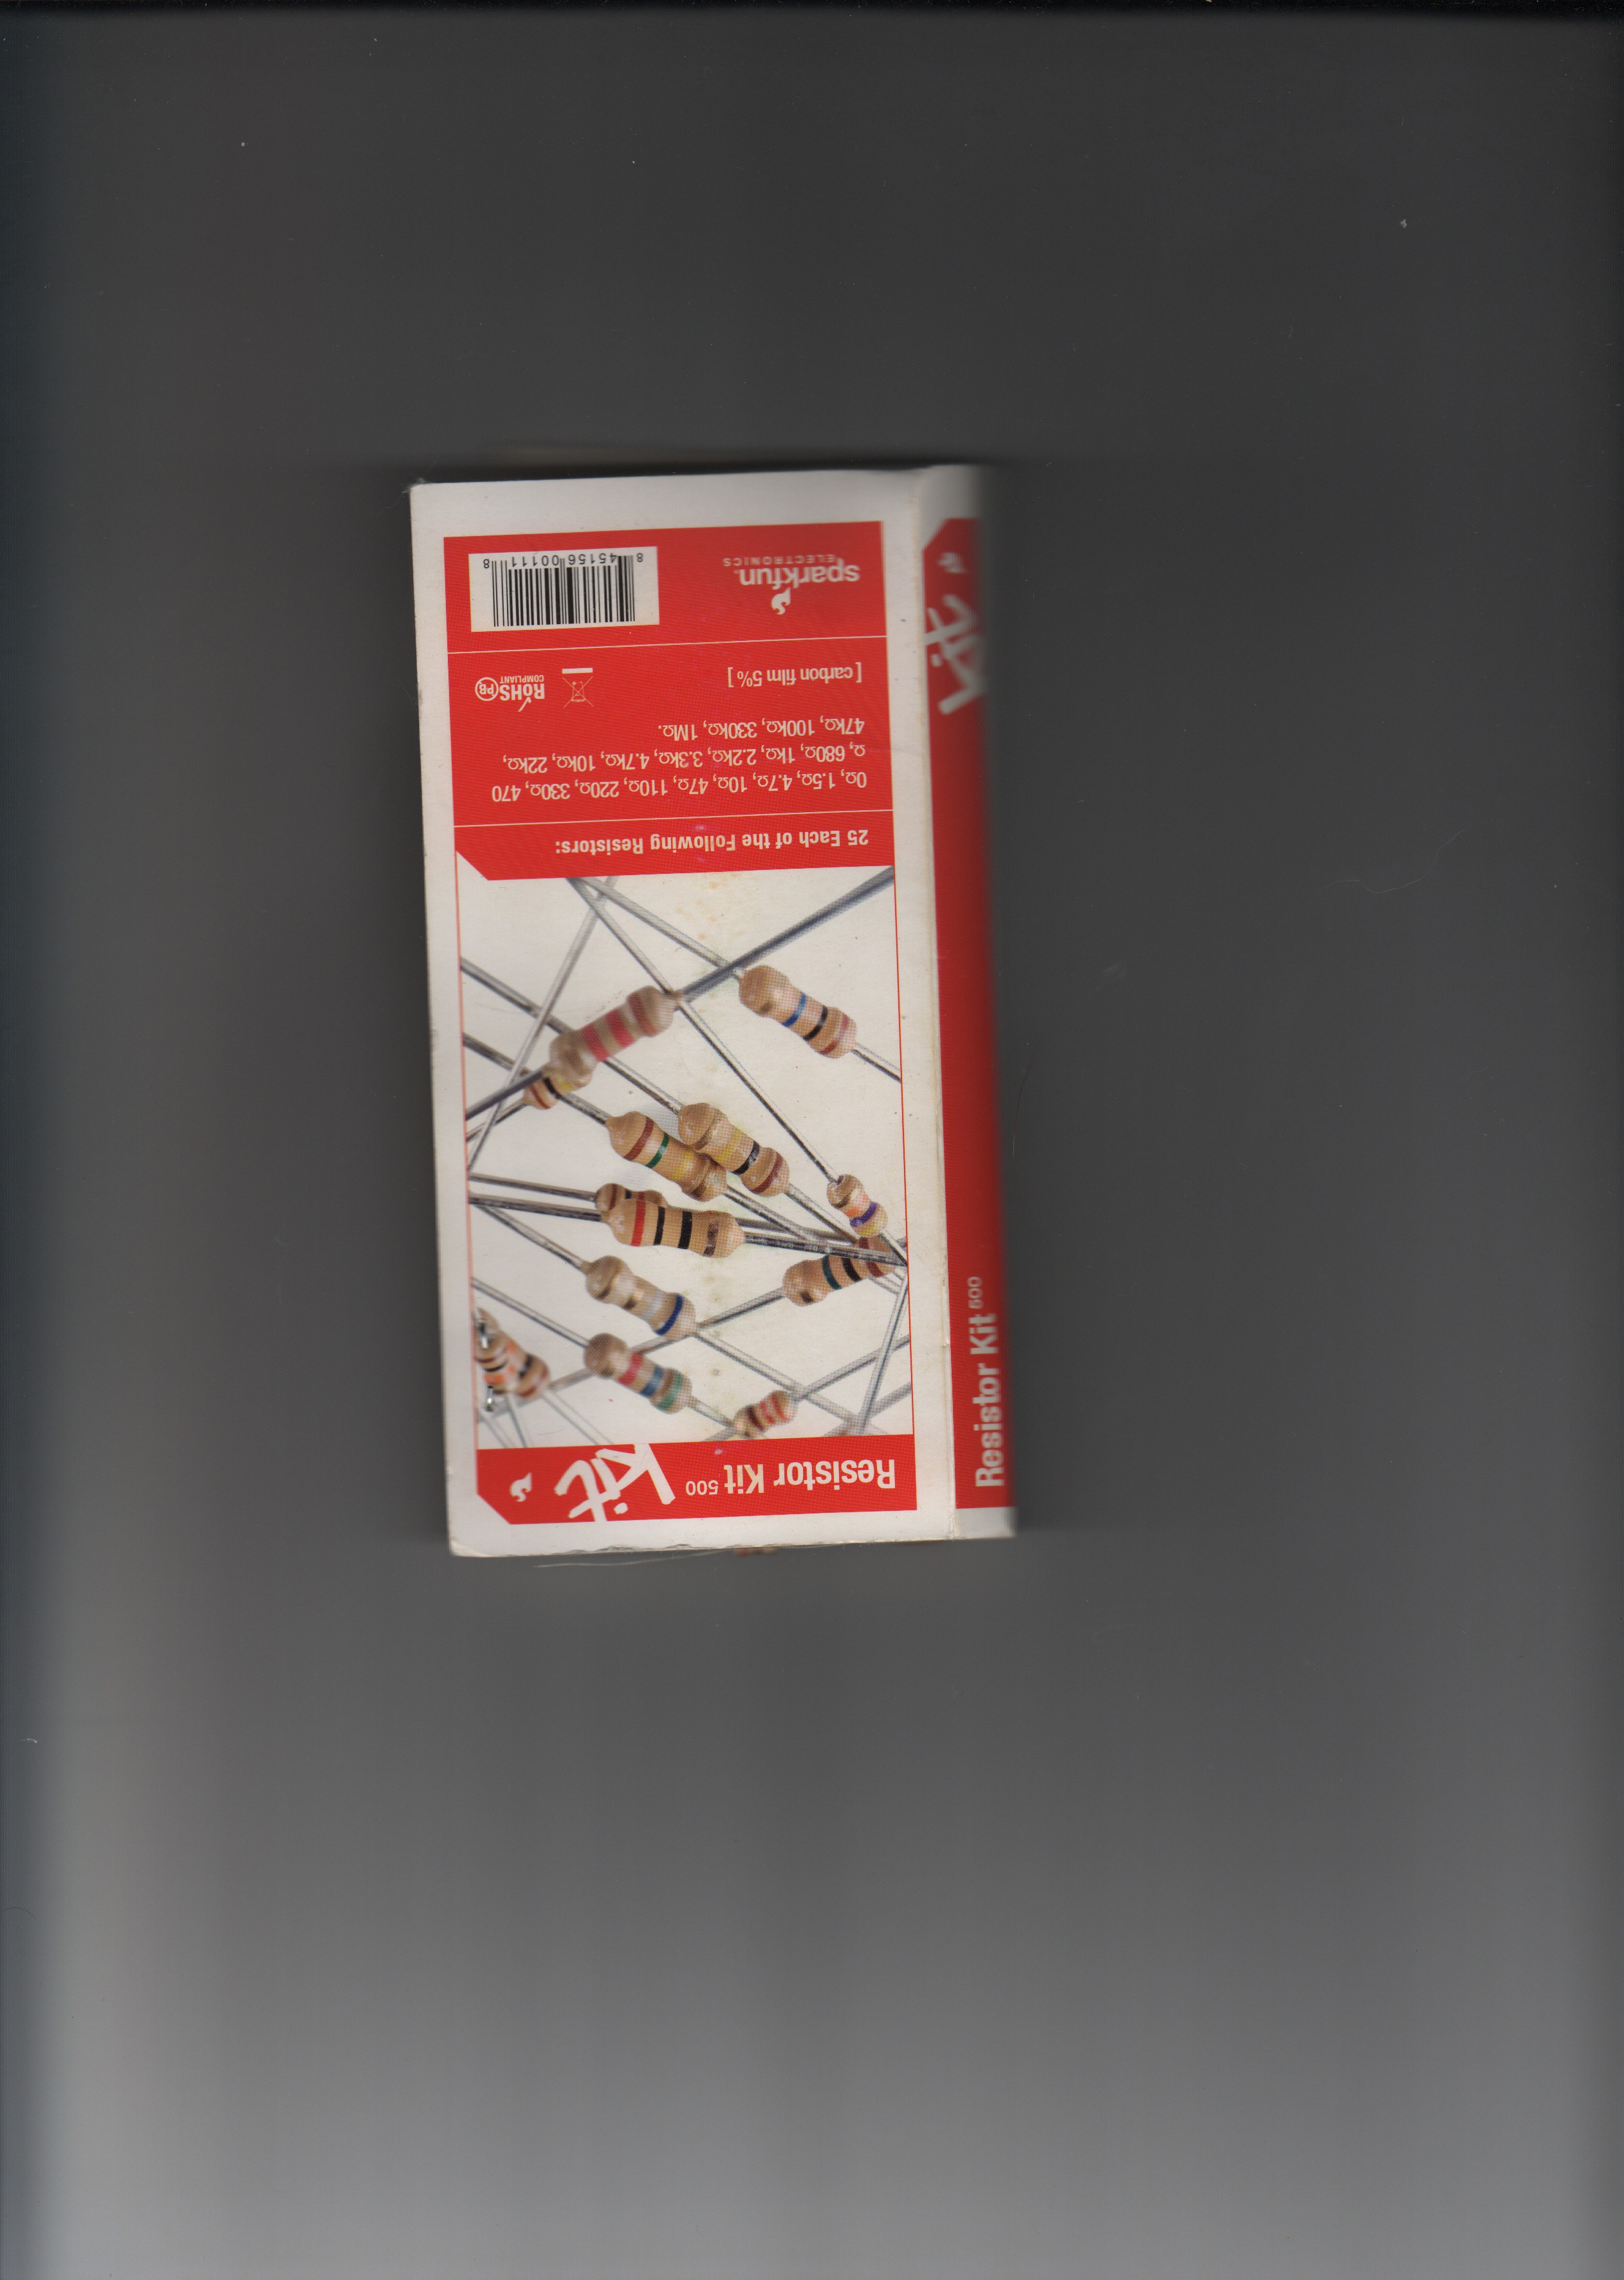 Resistor Kit 500
kit
25 Each of the Following Resistors:
0Ω, 1.5Ω, 4.7Ω, 10Ω, 47Ω, 110Ω, 220Ω, 330Ω, 470
Ω, 680Ω, 1kΩ, 2.2kΩ, 3.3kΩ, 4.7kΩ, 10kΩ, 22kΩ,
47kΩ, 100kΩ, 330kΩ, 1MΩ.
[ carbon film 5% ]
RoHS PB
COMPLIANT
sparkfun
ELECTRONICS
8 45156 00111 8
Resistor Kit 500
kit